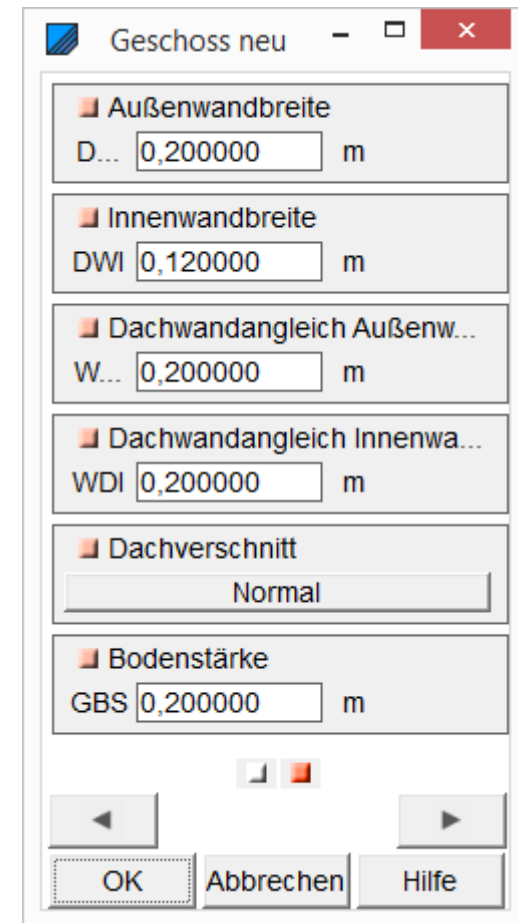 Geschoss neu
Außenwandbreite
D... 0,200000 m
Innenwandbreite
DWI 0,120000 m
Dachwandangleich Außenw...
W... 0,200000 m
Dachwandangleich Innenwa...
WDI 0,200000 m
Dachverschnitt
Normal
Bodenstärke
GBS 0,200000 m
OK Abbrechen Hilfe